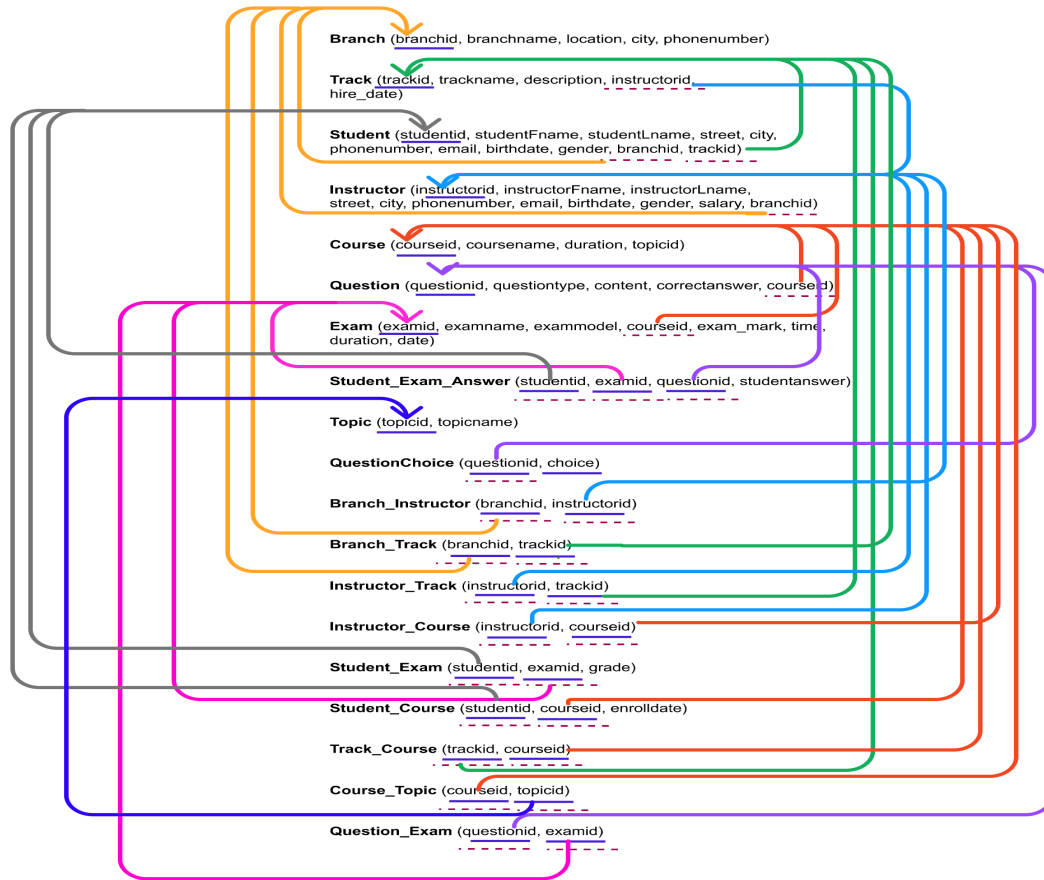 Branch (branchid, branchname, location, city, phonenumber)
Track (trackid, trackname, description, instructorid,
hire_date)
Student (studentid, studentFname, studentLname, street, city,
phonenumber, email, birthdate, gender, branchid, trackid)
Instructor (instructorid, instructorFname, instructorLname,
street, city, phonenumber, email, birthdate, gender, salary, branchid)
Course (courseid, coursename, duration, topicid)
Question (questionid, questiontype, content, correctanswer, courseid)
Exam (examid, examname, exammodel, courseid, exam_mark, time,
duration, date)
Student_Exam_Answer (studentid, examid, questionid, studentanswer)
Topic (topicid, topicname)
QuestionChoice (questionid, choice)
Branch_Instructor (branchid, instructorid)
Branch_Track (branchid, trackid)
Instructor_Track (instructorid, trackid)
Instructor_Course (instructorid, courseid)
Student_Exam (studentid, examid, grade)
Student_Course (studentid, courseid, enrolldate)
Track_Course (trackid, courseid)
Course_Topic (courseid, topicid)
Question_Exam (questionid, examid)